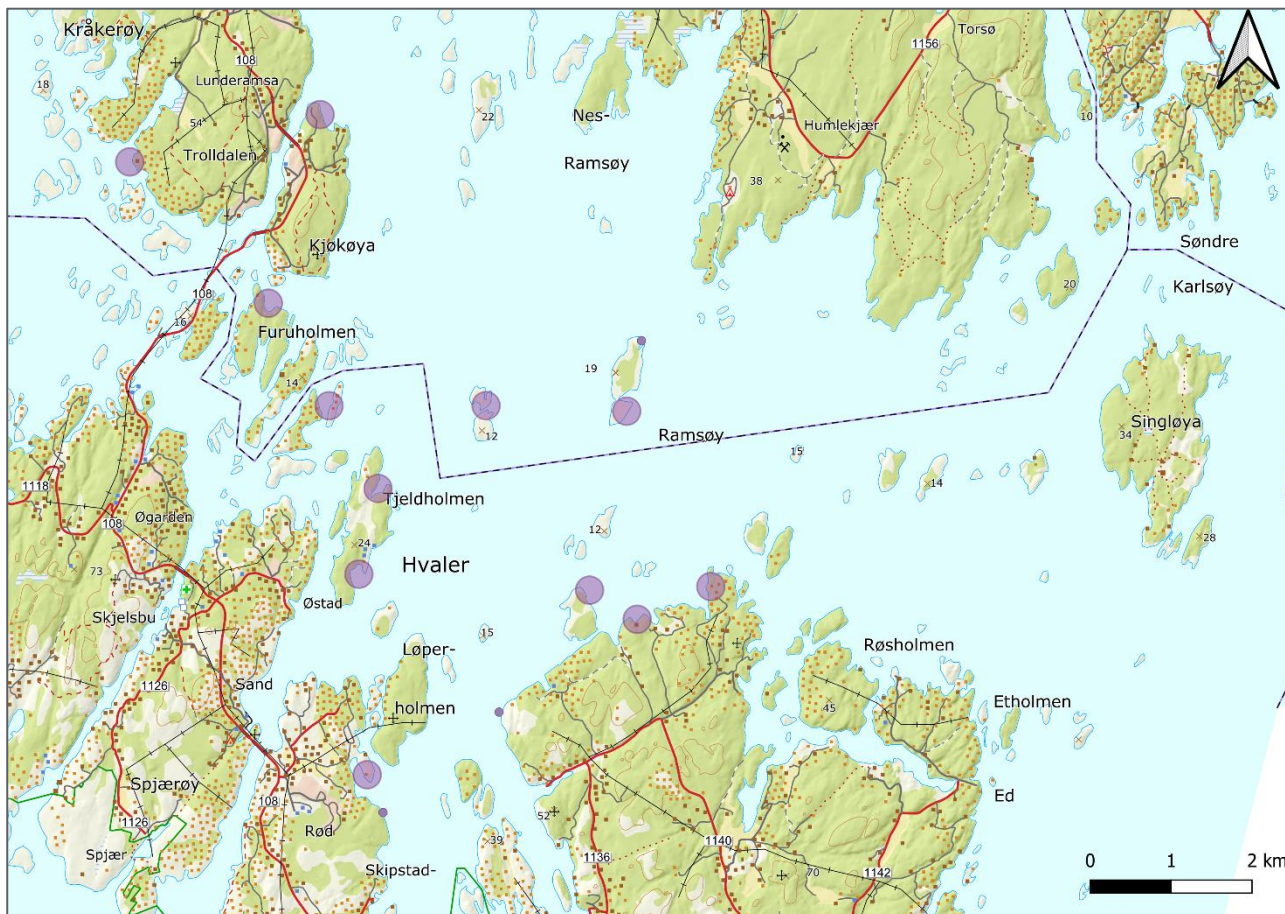 Kråkerøy
108
1156
Torsø
18
Lunderamsa
22
10
54
Nes-
Humlekjær
Trolldalen
Ramsøy
38
Kjøkøya
Søndre
20
Karlsøy
108
16
Furuholmen
19
14
12
Ramsøy
Singløya
34
15
1118
14
Tjeldholmen
108
Øgarden
12
28
24
Hvaler
73
Skjelsbu
Østad
15
Løper-
Røsholmen
1126
Sand
holmen
45
Etholmen
Spjærøy
108
Ed
52
1126
Rød
39
1140
Spjær
1136
70
1142
Skipstad-
0 1 2 km